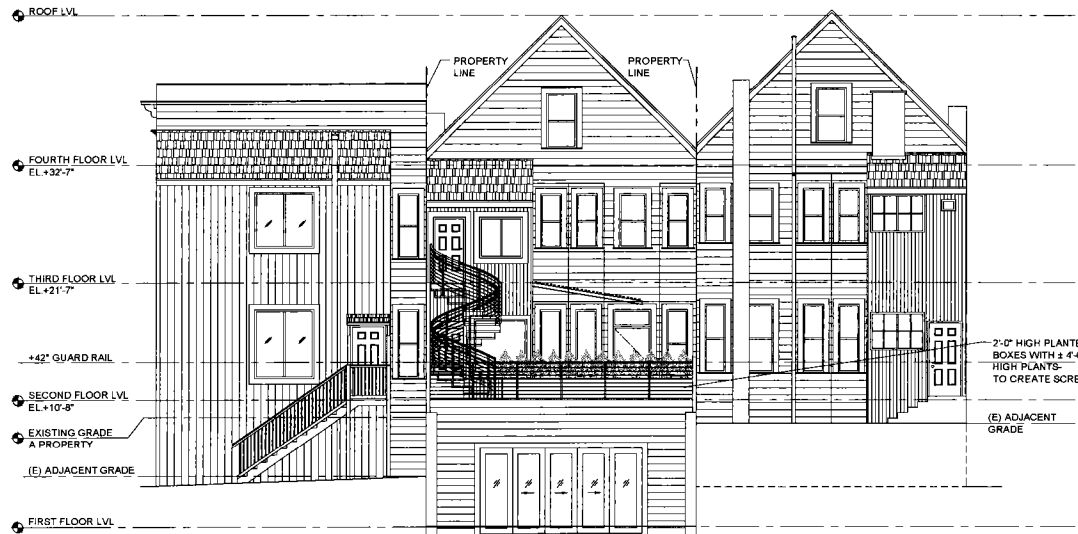 ROOF LVL
PROPERTY
LINE
PROPERTY
LINE
FOURTH FLOOR LVL
EL.+32'-7"
THIRD FLOOR LVL
EL.+21'-7"
+42" GUARD RAIL
2'-0" HIGH PLANTE
BOXES WITH ± 4'-
HIGH PLANTS-
TO CREATE SCRE
SECOND FLOOR LVL
EL.+10'-8"
(E) ADJACENT
GRADE
EXISTING GRADE
A PROPERTY
(E) ADJACENT GRADE
FIRST FLOOR LVL